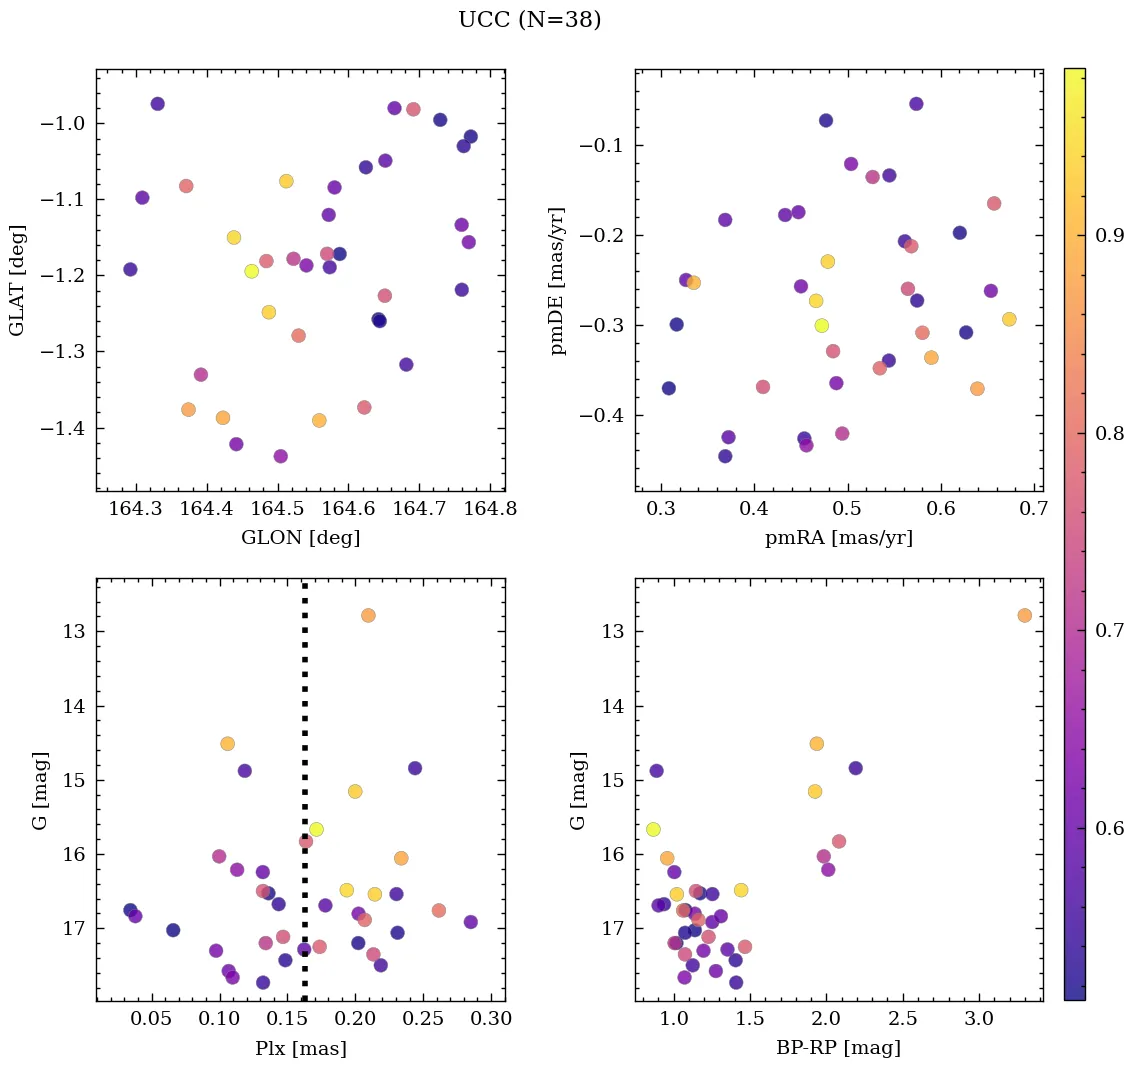 UCC (N=38)
−1.0
−1.1
−1.2
−1.3
−1.4
GLAT [deg]
164.3 164.4 164.5 164.6 164.7 164.8
GLON [deg]
−0.1
−0.2
−0.3
−0.4
pmDE [mas/yr]
0.3 0.4 0.5 0.6 0.7
pmRA [mas/yr]
13
14
15
16
17
G [mag]
0.05 0.10 0.15 0.20 0.25 0.30
Plx [mas]
13
14
15
16
17
G [mag]
1.0 1.5 2.0 2.5 3.0
BP-RP [mag]
0.9
0.8
0.7
0.6